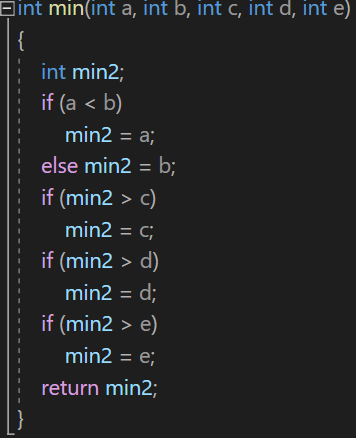 int min(int a, int b, int c, int d, int e)
{
int min2;
if (a < b)
min2 = a;
else min2 = b;
if (min2 > c)
min2 = c;
if (min2 > d)
min2 = d;
if (min2 > e)
min2 = e;
return min2;
}